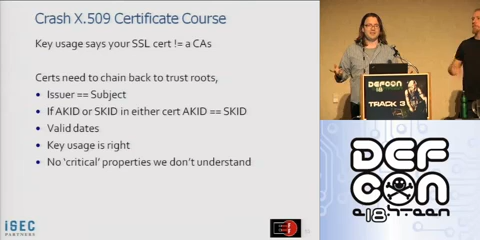 Crash X.509 Certificate Course
Key usage says your SSL cert != a CAs
Certs need to chain back to trust roots,
• Issuer == Subject
• If AKID or SKID in either cert AKID == SKID
• Valid dates
• Key usage is right
• No ‘critical’ properties we don’t understand
iSEC
PARTNERS
DEFCON
TRACK 3
DEF
CON
18